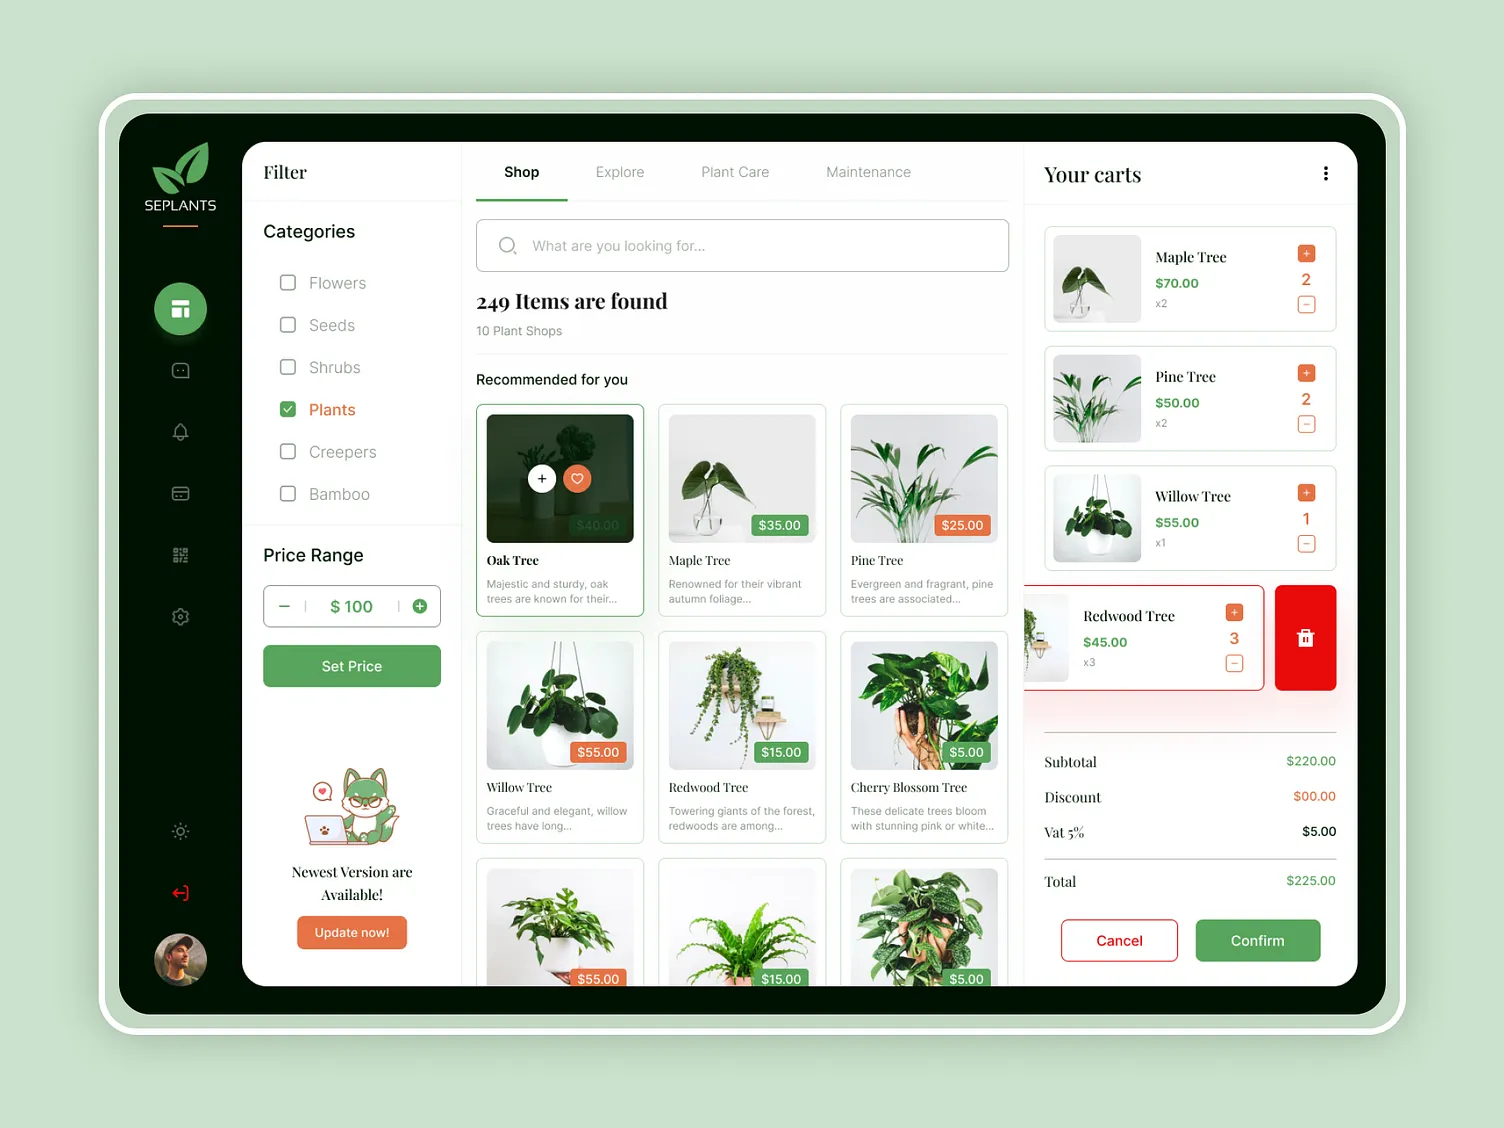 SEPLANTS
Filter
Categories
Flowers
Seeds
Shrubs
Plants
Creepers
Bamboo
Price Range
$ 100
Set Price
Newest Version are
Available!
Update now!
Shop
Explore
Plant Care
Maintenance
What are you looking for...
249 Items are found
10 Plant Shops
Recommended for you
$40.00
Oak Tree
Majestic and sturdy, oak
trees are known for their...
$35.00
Maple Tree
Renowned for their vibrant
autumn foliage...
$25.00
Pine Tree
Evergreen and fragrant, pine
trees are associated...
$55.00
Willow Tree
Graceful and elegant, willow
trees have long...
$15.00
Redwood Tree
Towering giants of the forest,
redwoods are among...
$5.00
Cherry Blossom Tree
These delicate trees bloom
with stunning pink or white...
$55.00
$15.00
$5.00
Your carts
Maple Tree
$70.00
x2
2
Pine Tree
$50.00
x2
2
Willow Tree
$55.00
x1
1
Redwood Tree
$45.00
x3
3
Subtotal
$220.00
Discount
$00.00
Vat 5%
$5.00
Total
$225.00
Cancel
Confirm